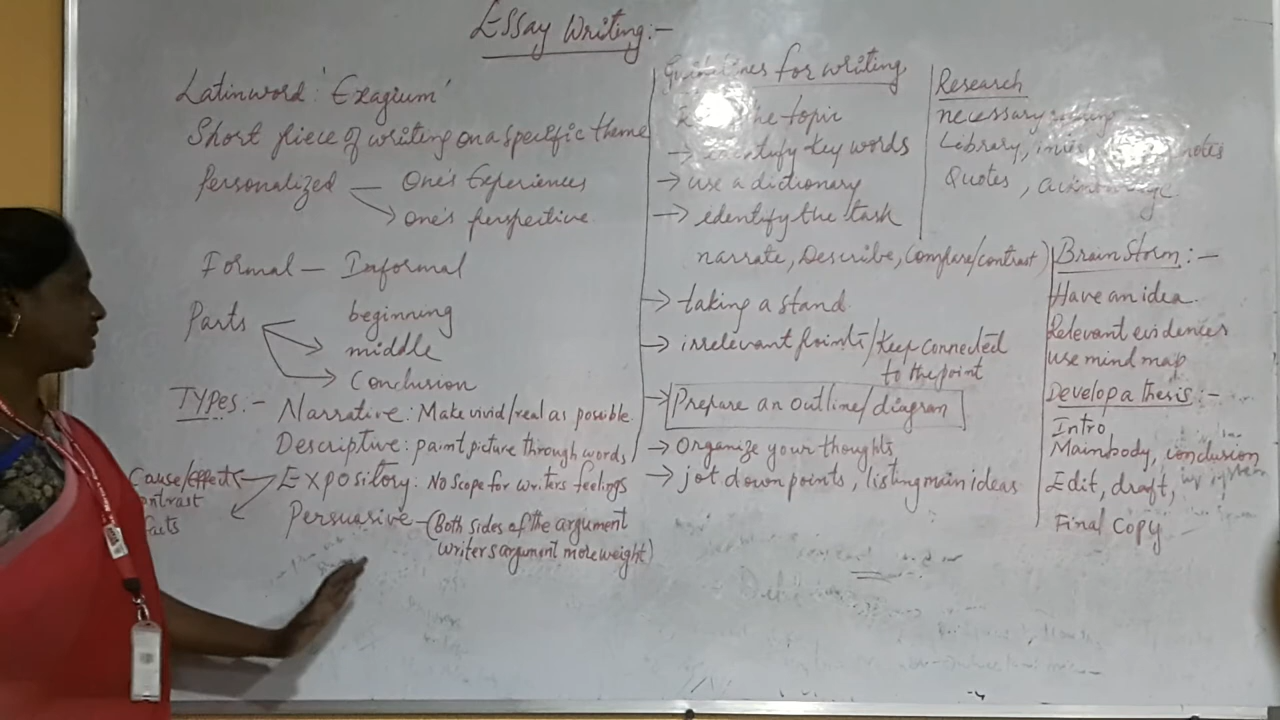 Essay Writing:-
Latin word 'Exagium'
Short piece of writing on a specific theme
Personalized — One's Experiences
→ one's perspective
Formal — Informal
Parts beginning
→ middle
→ Conclusion
TYPES:- Narrative: Make vivid/real as possible
Descriptive: paint picture through words
Cause/Effect ← Expository: No scope for writers feelings
Persuasive - (Both sides of the argument
writers argument more weight)
Guidelines for writing
the topic
→ identify key words
→ use a dictionary
→ identify the task
narrate, Describe, Compare/contrast)
→ taking a stand
→ irrelevant points/Keep connected
to the point
→ Prepare an outline/diagram
→ Organize your thoughts
→ jot down points, listing main ideas
Research
necessary
Library, notes
Quotes,
Brain Storm:-
Have an idea.
Relevant evidences
use mind map
Develop a thesis:-
Intro
Mainbody, conclusion
Edit, draft,
Final Copy